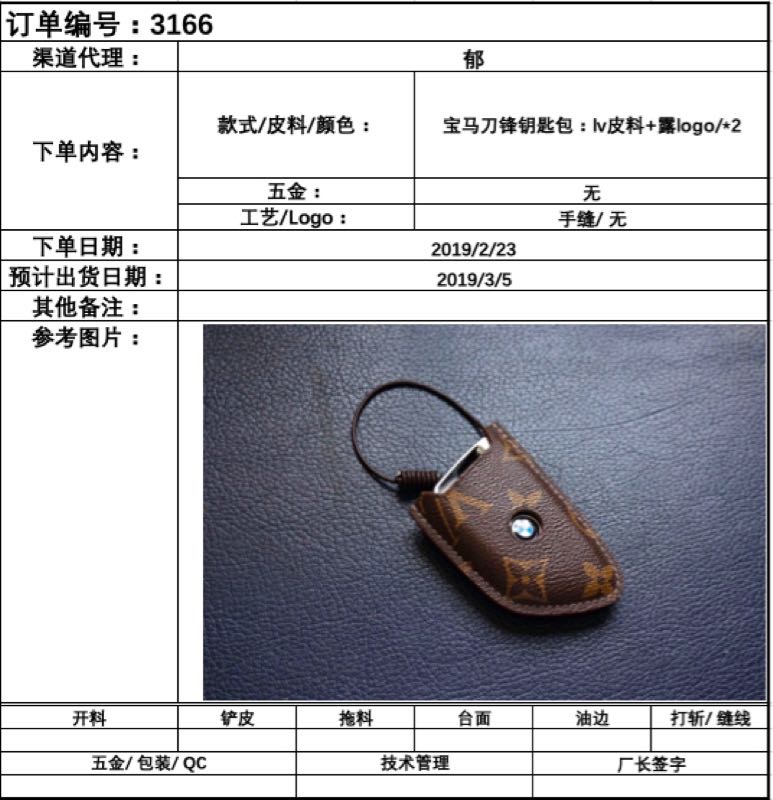 订单编号：3166
渠道代理： 郁
下单内容： 款式/皮料/颜色： 宝马刀锋钥匙包：lv皮料+露logo/*2
五金： 无
工艺/Logo： 手缝/ 无
下单日期： 2019/2/23
预计出货日期： 2019/3/5
其他备注：
参考图片：
开料 铲皮 拖料 台面 油边 打斩/ 缝线
五金/ 包装/ QC 技术管理 厂长签字